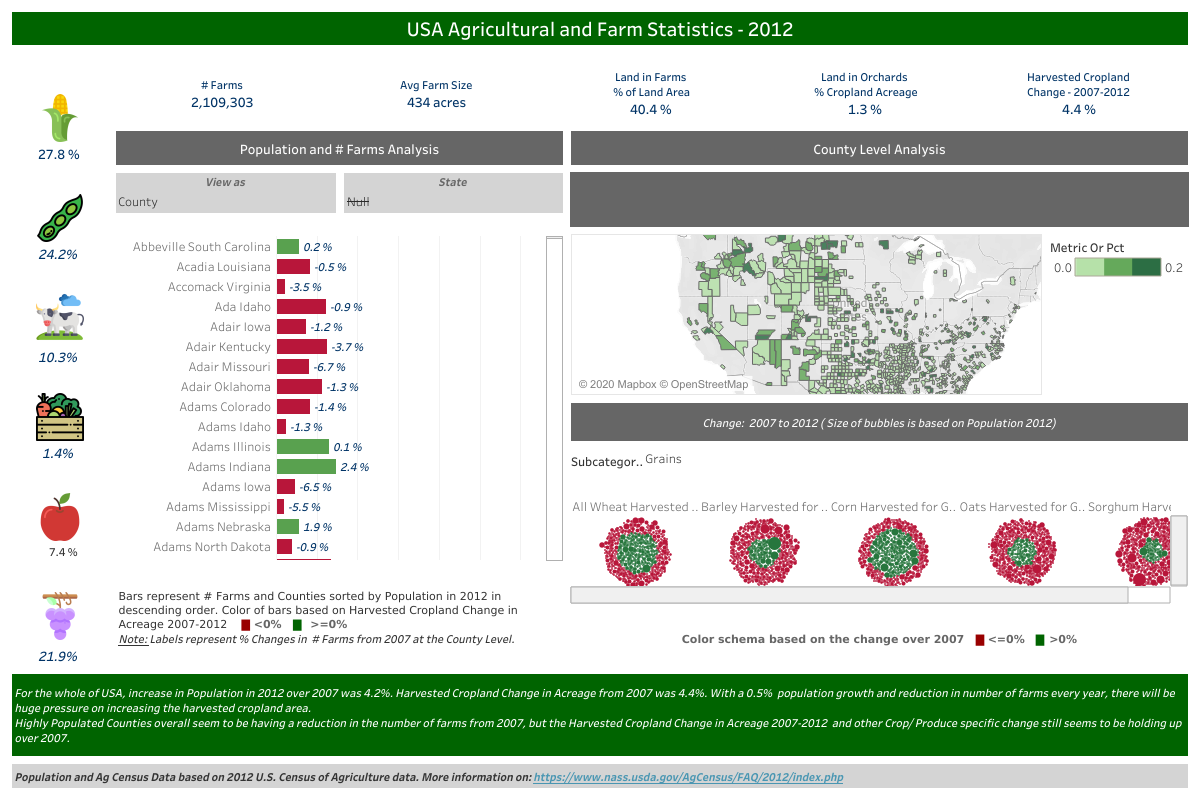 USA Agricultural and Farm Statistics - 2012
# Farms
2,109,303
Avg Farm Size
434 acres
Land in Farms
% of Land Area
40.4 %
Land in Orchards
% Cropland Acreage
1.3 %
Harvested Cropland
Change - 2007-2012
4.4 %
27.8 %
24.2%
10.3%
1.4%
7.4 %
21.9%
Population and # Farms Analysis
View as
County
State
Null
Abbeville South Carolina 0.2 %
Acadia Louisiana -0.5 %
Accomack Virginia -3.5 %
Ada Idaho -0.9 %
Adair Iowa -1.2 %
Adair Kentucky -3.7 %
Adair Missouri -6.7 %
Adair Oklahoma -1.3 %
Adams Colorado -1.4 %
Adams Idaho -1.3 %
Adams Illinois 0.1 %
Adams Indiana 2.4 %
Adams Iowa -6.5 %
Adams Mississippi -5.5 %
Adams Nebraska 1.9 %
Adams North Dakota -0.9 %
Bars represent # Farms and Counties sorted by Population in 2012 in
descending order. Color of bars based on Harvested Cropland Change in
Acreage 2007-2012 <0% >=0%
Note: Labels represent % Changes in # Farms from 2007 at the County Level.
County Level Analysis
© 2020 Mapbox © OpenStreetMap
Metric Or Pct
0.0 0.2
Change: 2007 to 2012 ( Size of bubbles is based on Population 2012)
Subcategor.. Grains
All Wheat Harvested .. Barley Harvested for .. Corn Harvested for G.. Oats Harvested for G.. Sorghum Harve
Color schema based on the change over 2007 <=0% >0%
For the whole of USA, increase in Population in 2012 over 2007 was 4.2%. Harvested Cropland Change in Acreage from 2007 was 4.4%. With a 0.5% population growth and reduction in number of farms every year, there will be
huge pressure on increasing the harvested cropland area.
Highly Populated Counties overall seem to be having a reduction in the number of farms from 2007, but the Harvested Cropland Change in Acreage 2007-2012 and other Crop/ Produce specific change still seems to be holding up
over 2007.
Population and Ag Census Data based on 2012 U.S. Census of Agriculture data. More information on: https://www.nass.usda.gov/AgCensus/FAQ/2012/index.php